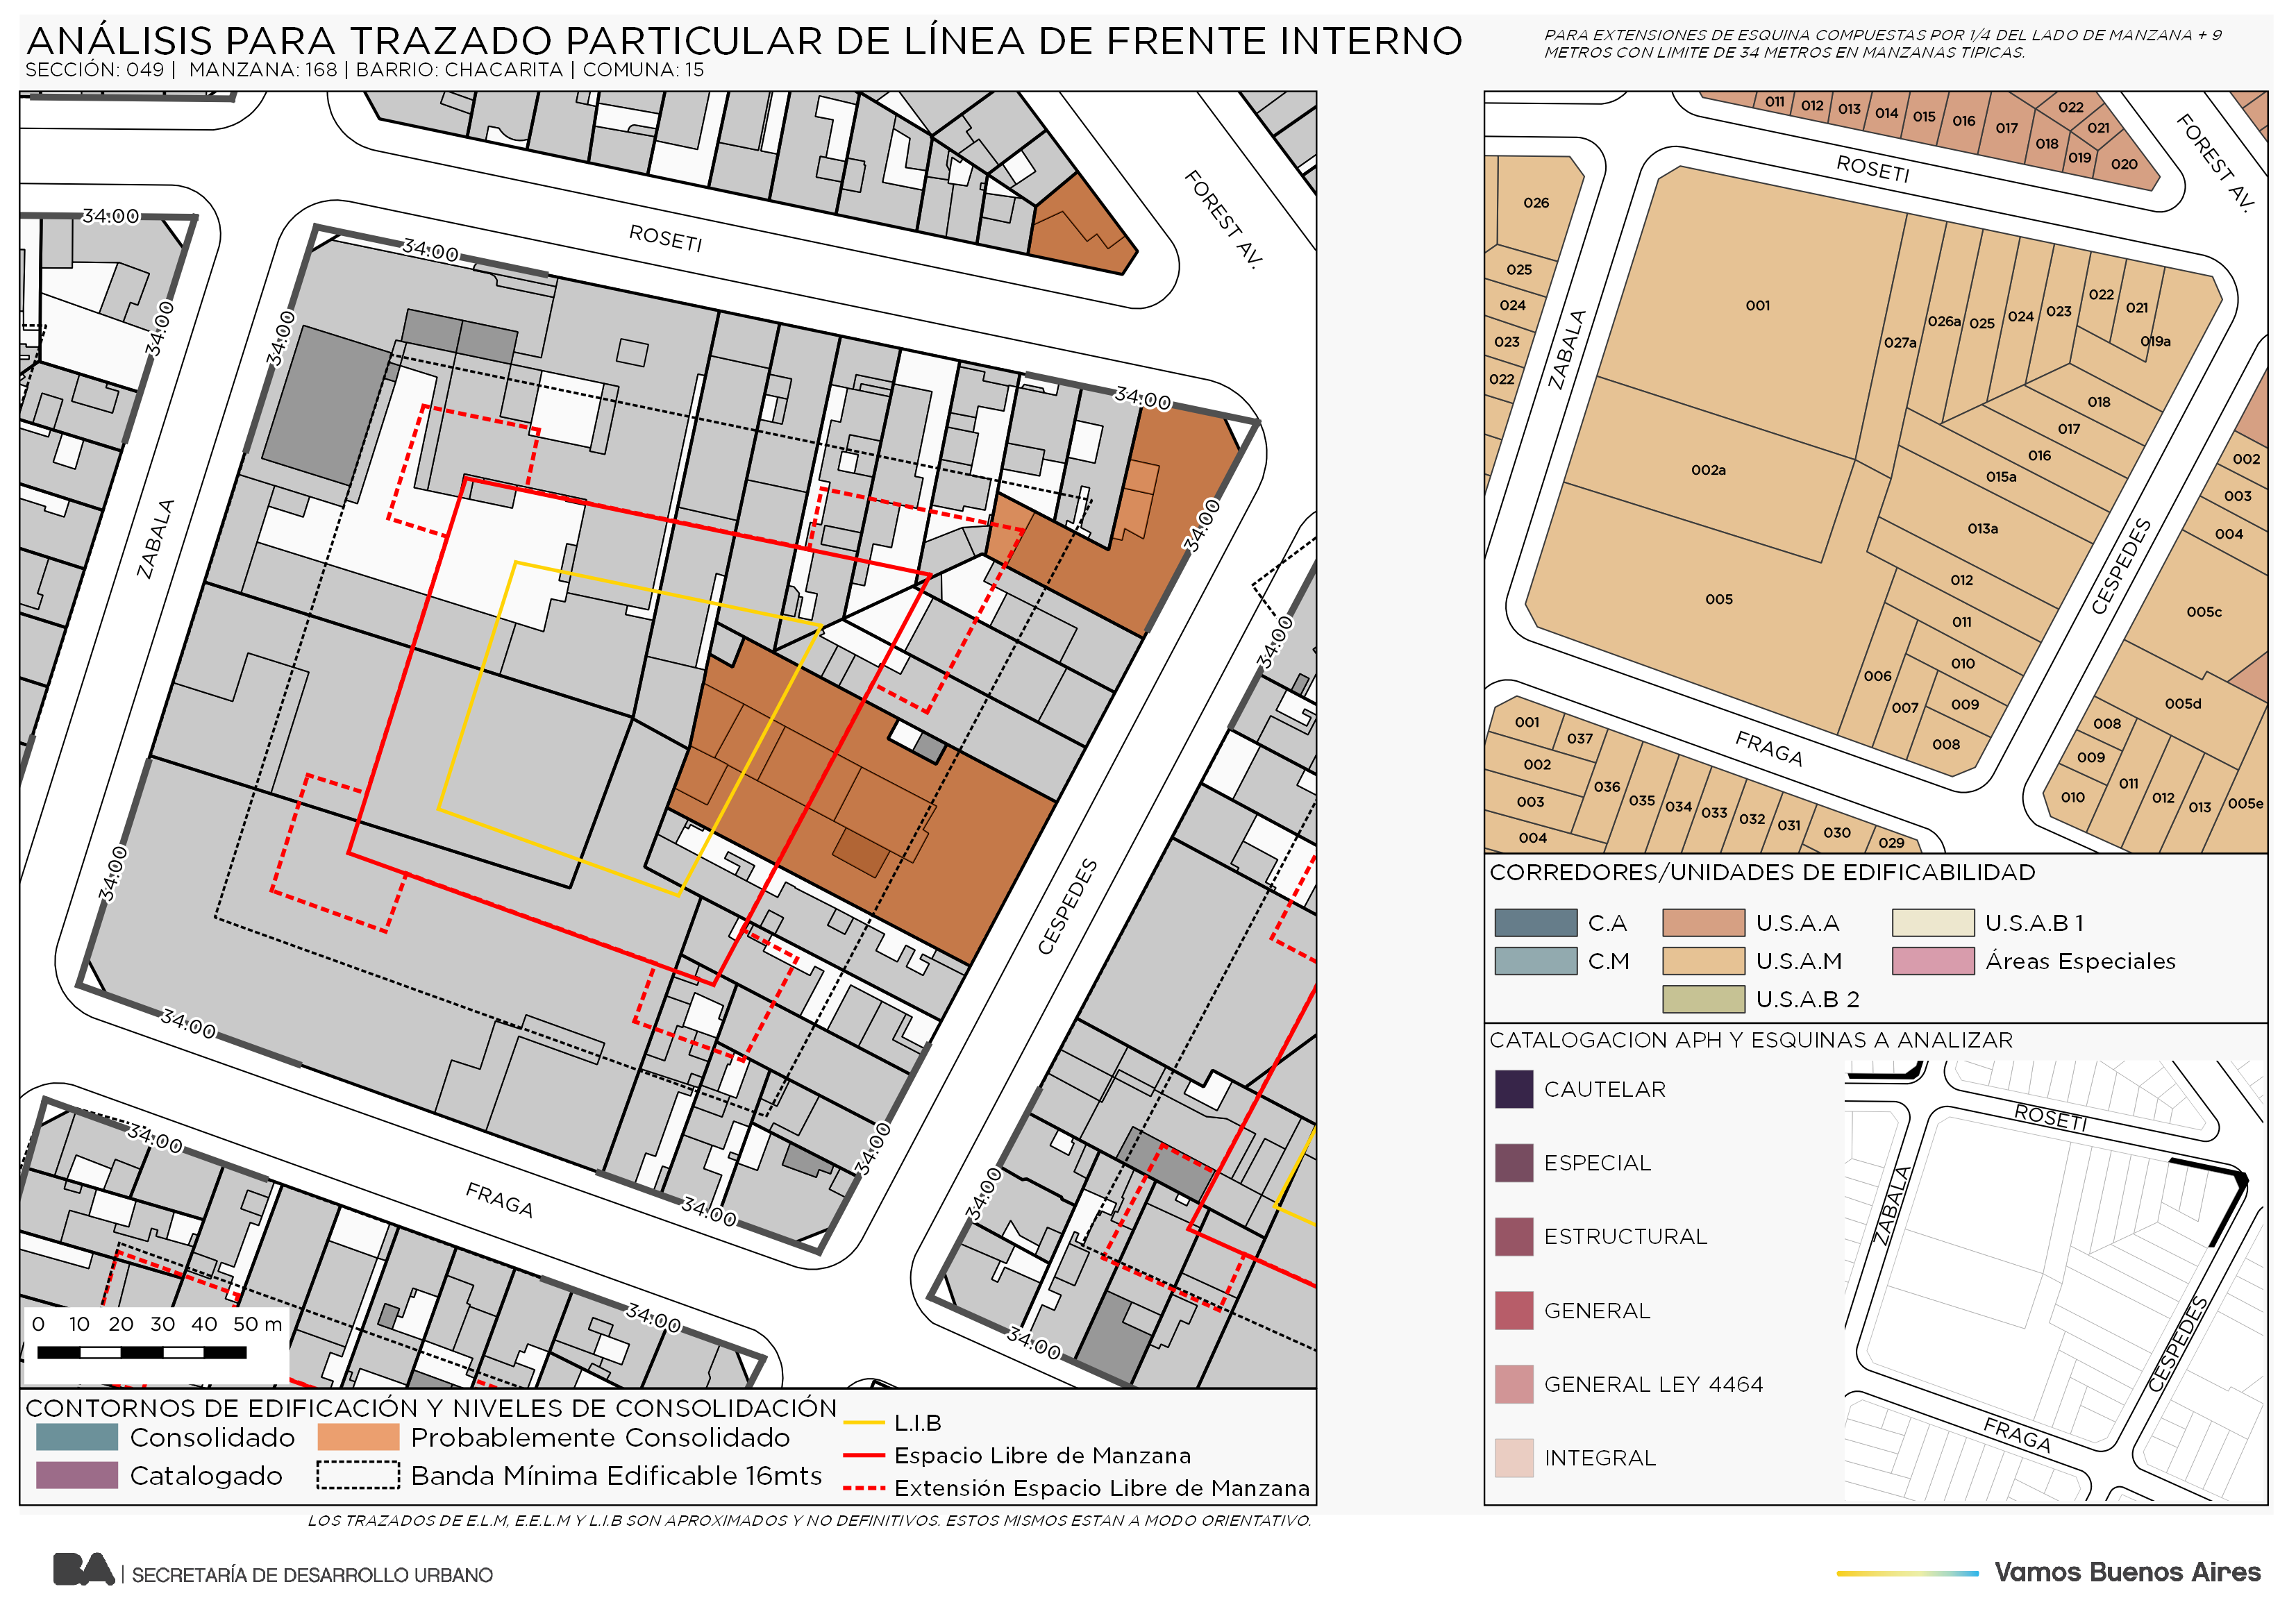 ANÁLISIS PARA TRAZADO PARTICULAR DE LÍNEA DE FRENTE INTERNO
SECCIÓN: 049 | MANZANA: 168 | BARRIO: CHACARITA | COMUNA: 15
PARA EXTENSIONES DE ESQUINA COMPUESTAS POR 1/4 DEL LADO DE MANZANA + 9
METROS CON LIMITE DE 34 METROS EN MANZANAS TIPICAS.
34:00
34:00
ROSETI
FOREST AV.
34:00
34:00
34:00
ZABALA
34:00
34:00
34:00
34:00
CESPEDES
34:00
34:00
FRAGA
34:00
34:00
34:00
34:00
0 10 20 30 40 50 m
CONTORNOS DE EDIFICACIÓN Y NIVELES DE CONSOLIDACIÓN
Consolidado
Probablemente Consolidado
Catalogado
Banda Mínima Edificable 16mts
L.I.B
Espacio Libre de Manzana
Extensión Espacio Libre de Manzana
LOS TRAZADOS DE E.L.M, E.E.L.M Y L.I.B SON APROXIMADOS Y NO DEFINITIVOS. ESTOS MISMOS ESTAN A MODO ORIENTATIVO.
011 012 013 014 015 016 017 018 019 020 021 022
ROSETI
FOREST AV.
026
025
024
023
022
ZABALA
001
027a
026a
025
024
023
022
021
019a
018
017
016
015a
013a
012
011
010
009
008
007
006
002a
005
CESPEDES
002
003
004
005c
005d
008
009
010
011
012
013
005e
FRAGA
001
037
002
003
004
036
035
034
033
032
031
030
029
CORREDORES/UNIDADES DE EDIFICABILIDAD
C.A
U.S.A.A
U.S.A.B 1
C.M
U.S.A.M
Áreas Especiales
U.S.A.B 2
CATALOGACION APH Y ESQUINAS A ANALIZAR
CAUTELAR
ESPECIAL
ESTRUCTURAL
GENERAL
GENERAL LEY 4464
INTEGRAL
ROSETI
ZABALA
CESPEDES
FRAGA
BA | SECRETARÍA DE DESARROLLO URBANO
Vamos Buenos Aires